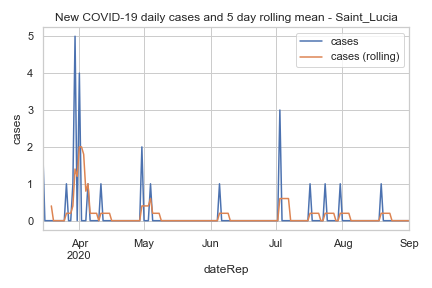 New COVID-19 daily cases and 5 day rolling mean - Saint_Lucia
cases
cases (rolling)
5
4
3
2
1
0
cases
Apr
2020
May
Jun
Jul
Aug
Sep
dateRep